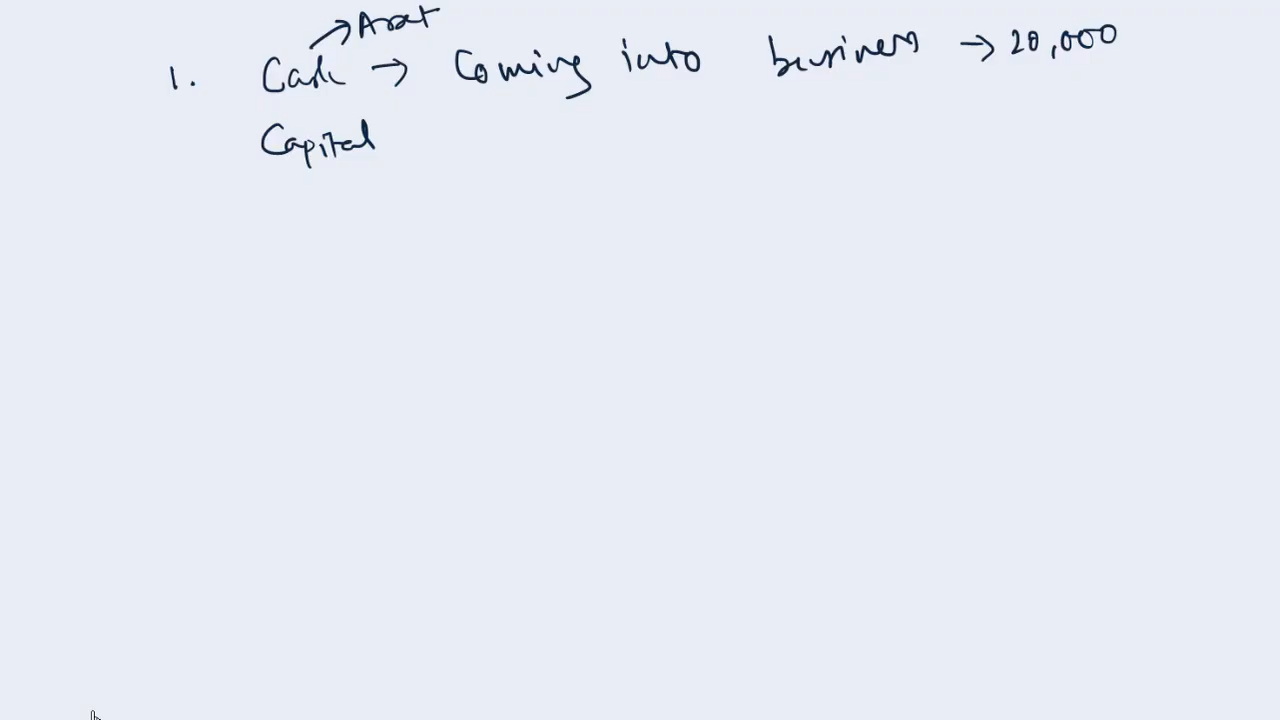 Asset
1. Cash → Coming into business → 20,000
Capital